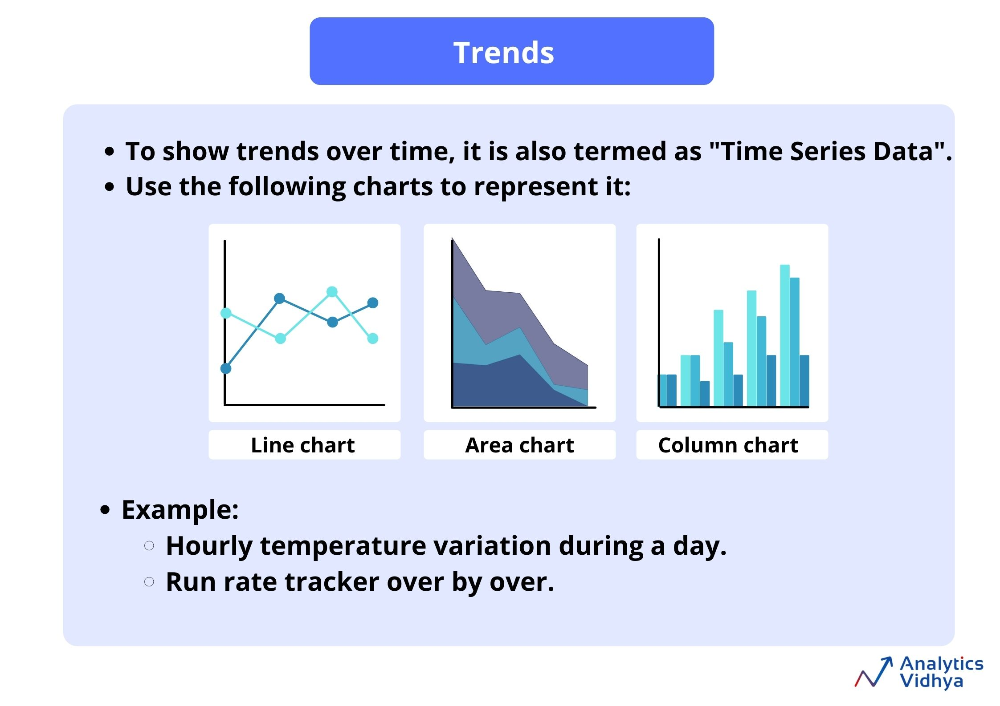 Trends
• To show trends over time, it is also termed as "Time Series Data".
• Use the following charts to represent it:
Line chart
Area chart
Column chart
• Example:
○ Hourly temperature variation during a day.
○ Run rate tracker over by over.
Analytics
Vidhya